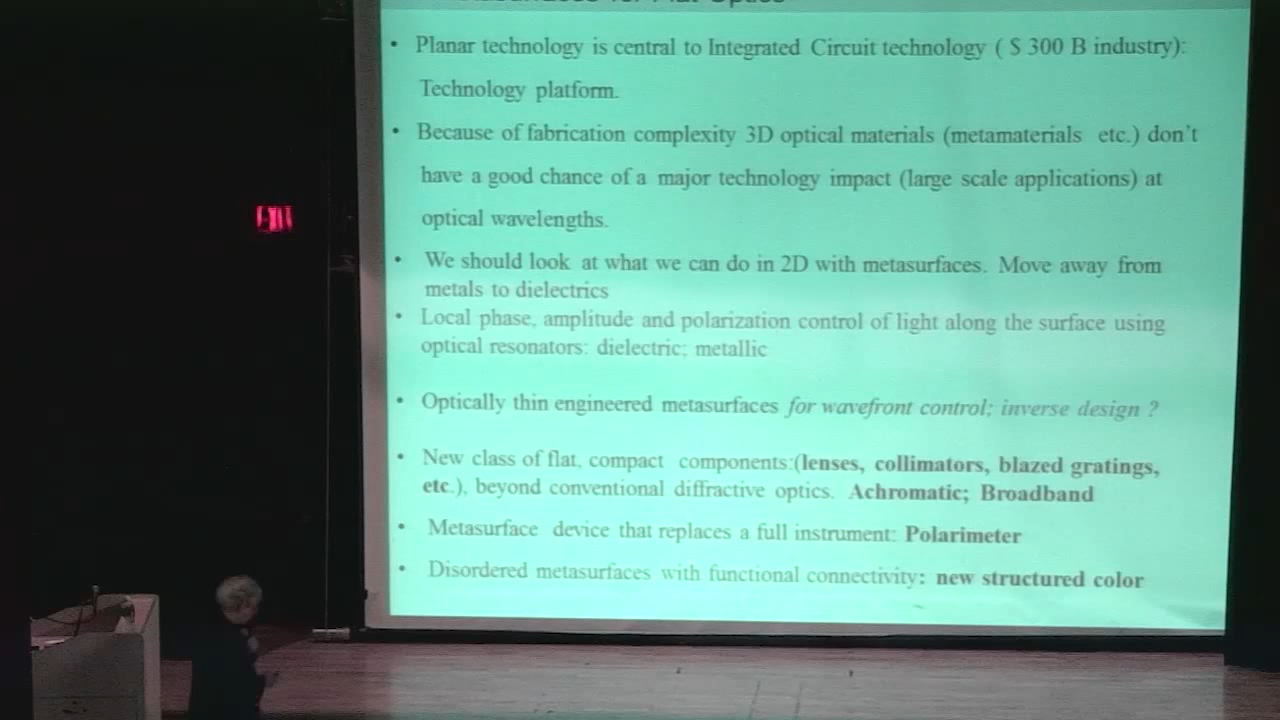 for Flat Optics
• Planar technology is central to Integrated Circuit technology ( $ 300 B industry):
Technology platform.
• Because of fabrication complexity 3D optical materials (metamaterials etc.) don't
have a good chance of a major technology impact (large scale applications) at
optical wavelengths.
• We should look at what we can do in 2D with metasurfaces. Move away from
metals to dielectrics
• Local phase, amplitude and polarization control of light along the surface using
optical resonators: dielectric; metallic
• Optically thin engineered metasurfaces for wavefront control; inverse design ?
• New class of flat, compact components:(lenses, collimators, blazed gratings,
etc.), beyond conventional diffractive optics. Achromatic; Broadband
• Metasurface device that replaces a full instrument: Polarimeter
• Disordered metasurfaces with functional connectivity: new structured color